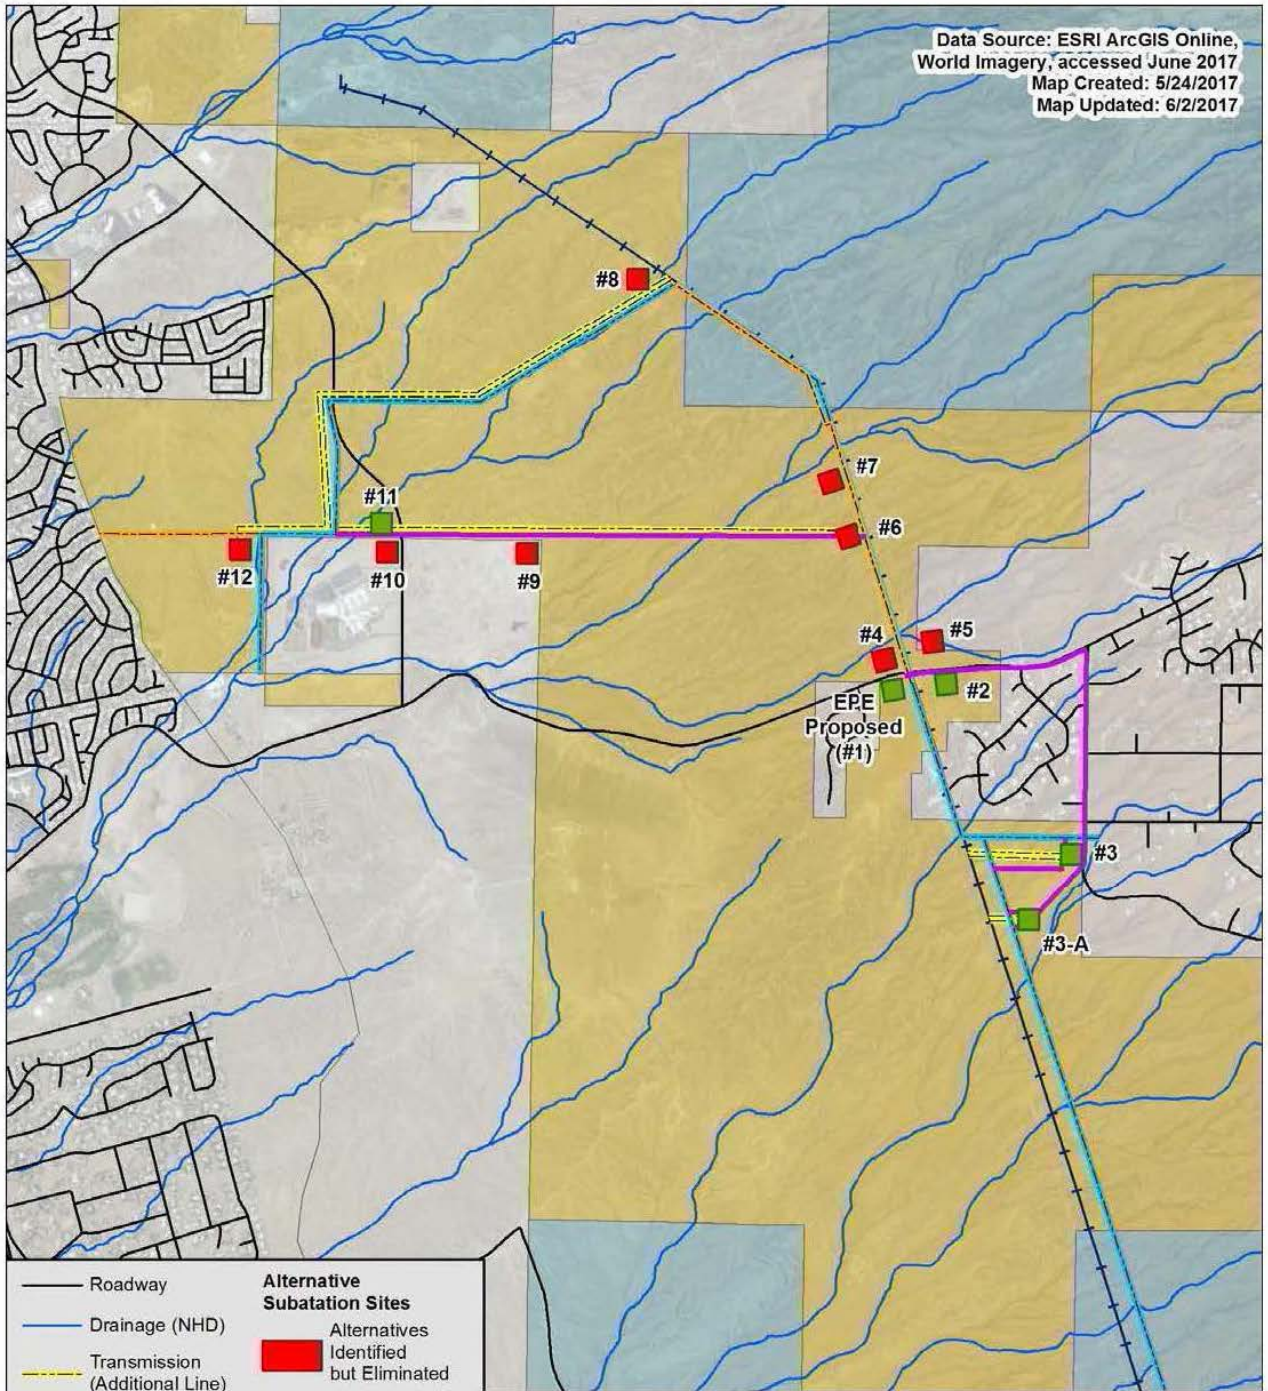 Data Source: ESRI ArcGIS Online,
World Imagery, accessed June 2017
Map Created: 5/24/2017
Map Updated: 6/2/2017
#8
#7
#11
#6
#12
#10
#9
#4
#5
#2
EPE
Proposed
(#1)
#3
#3-A
Roadway
Drainage (NHD)
Transmission
(Additional Line)
Alternative
Subatation Sites
Alternatives
Identified
but Eliminated